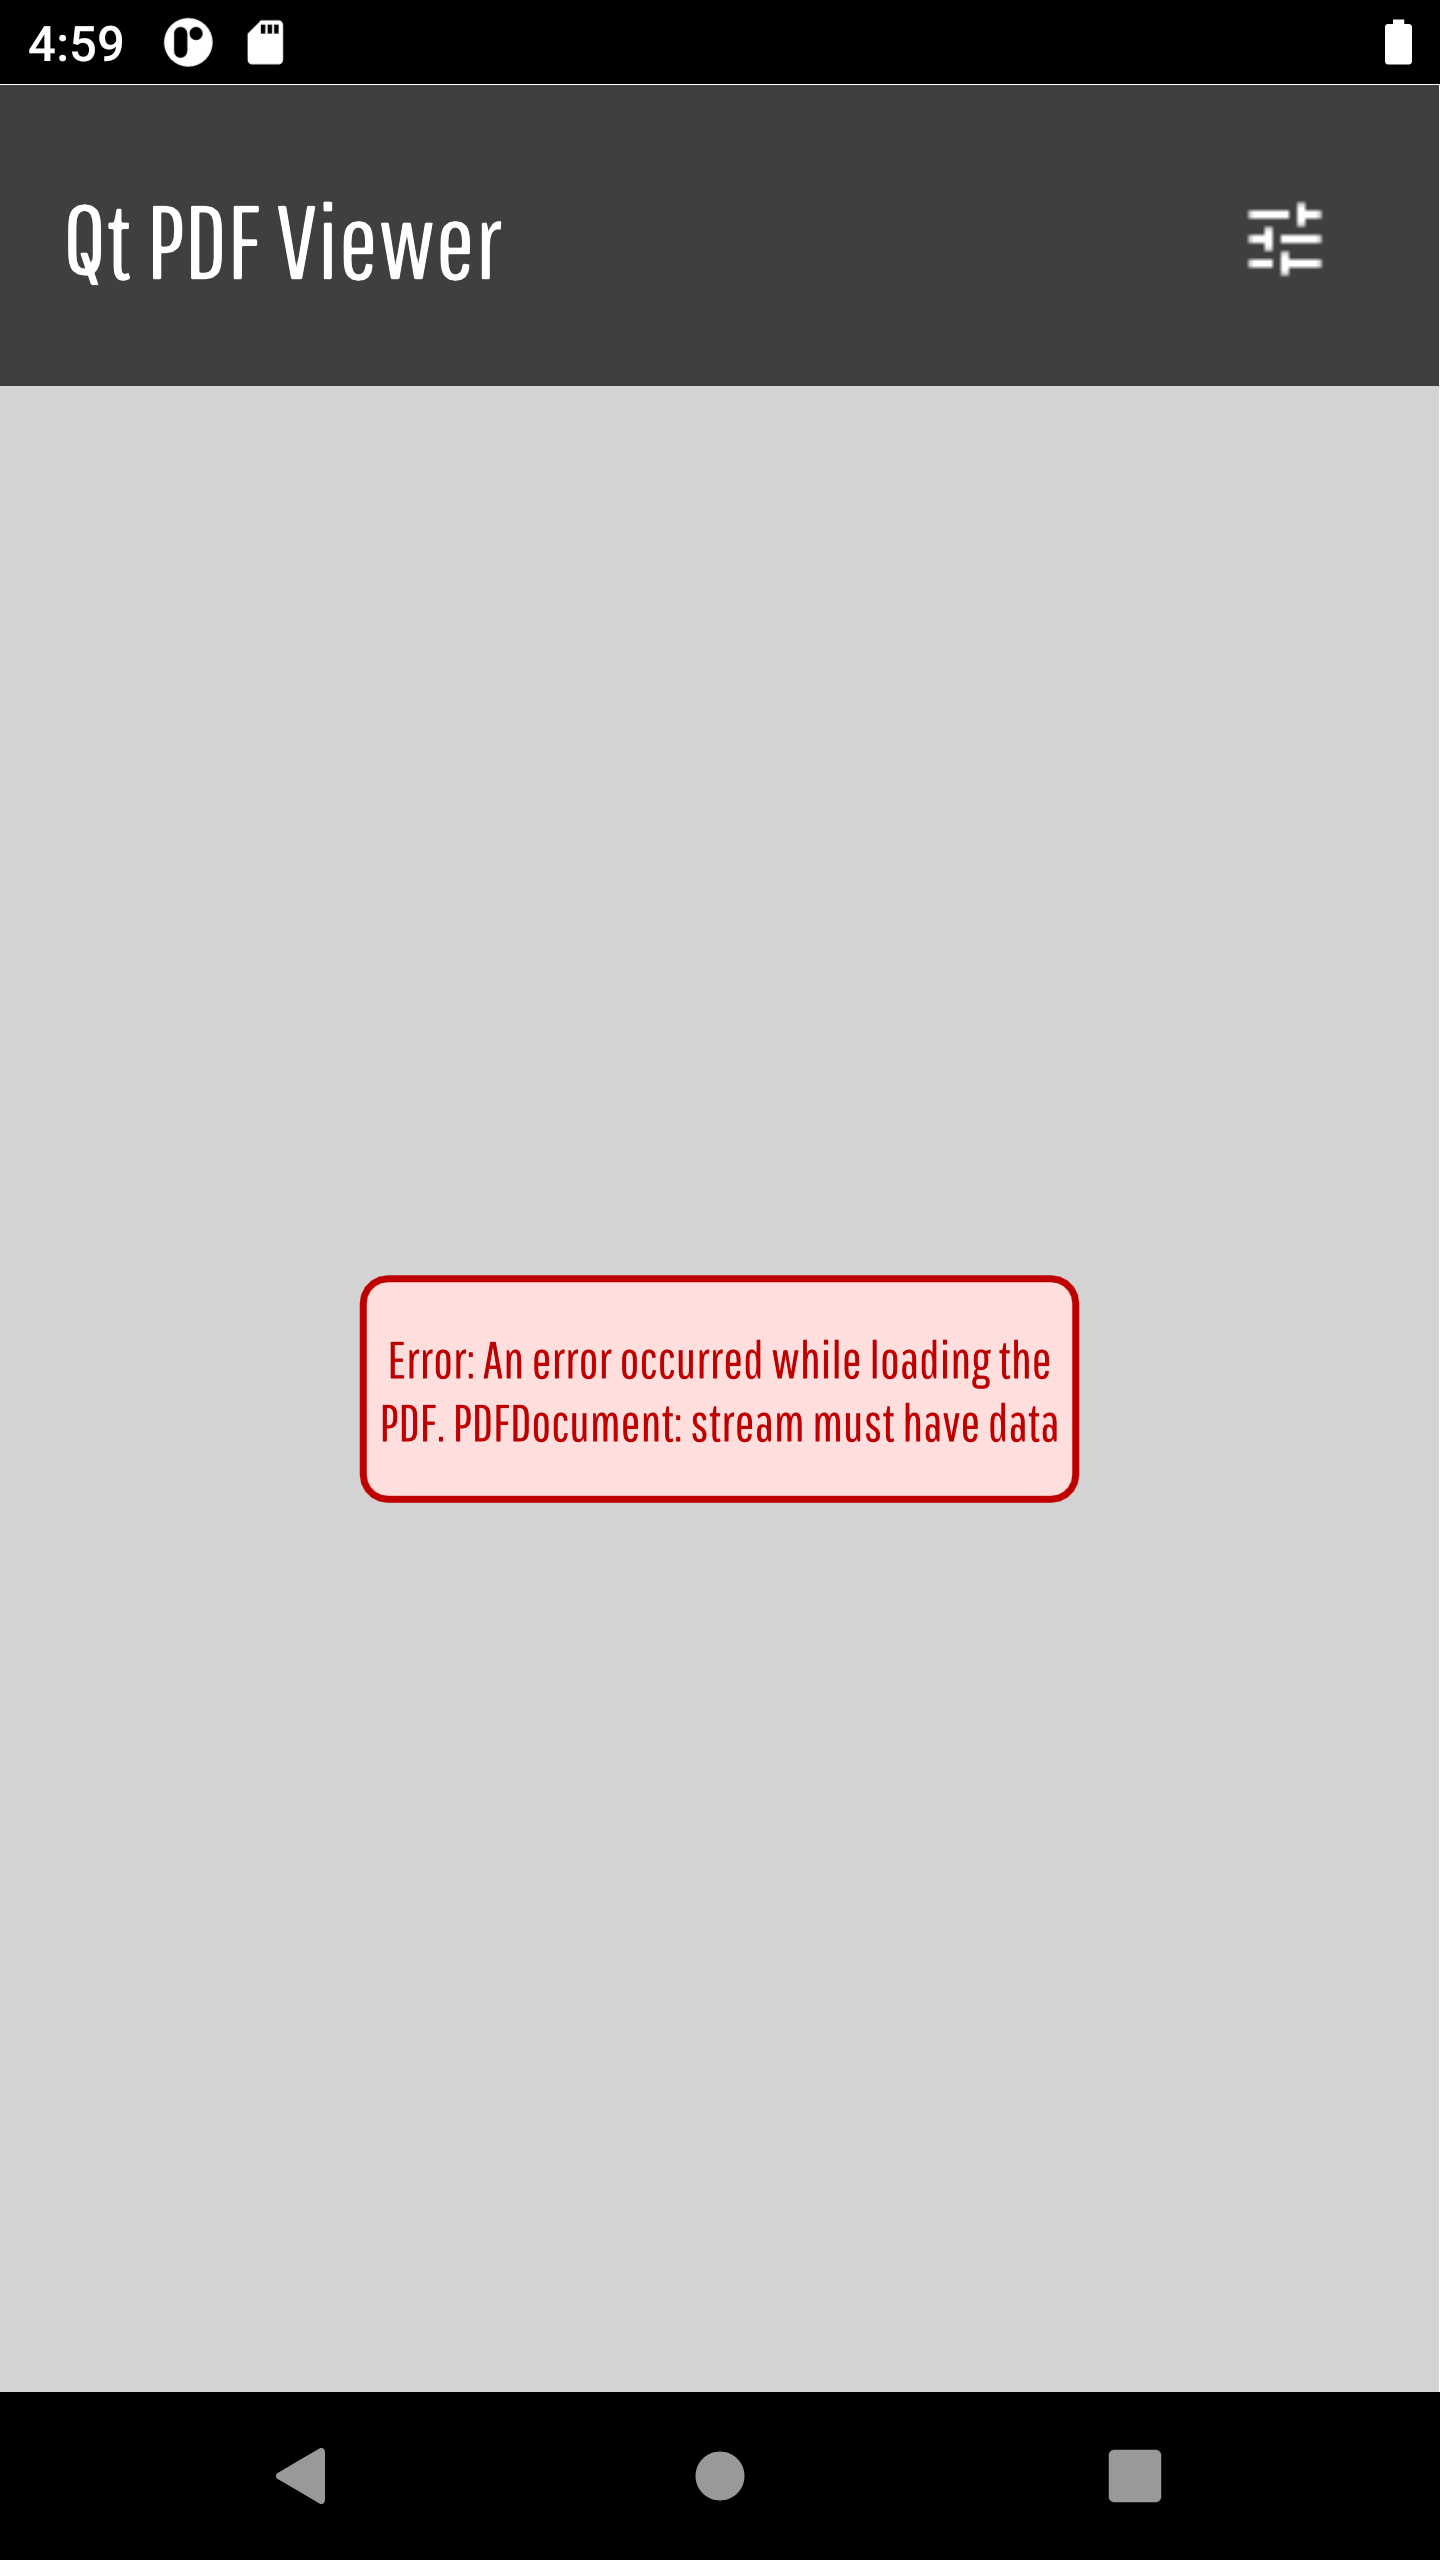 4:59
Qt PDF Viewer
Error: An error occurred while loading the
PDF. PDFDocument: stream must have data